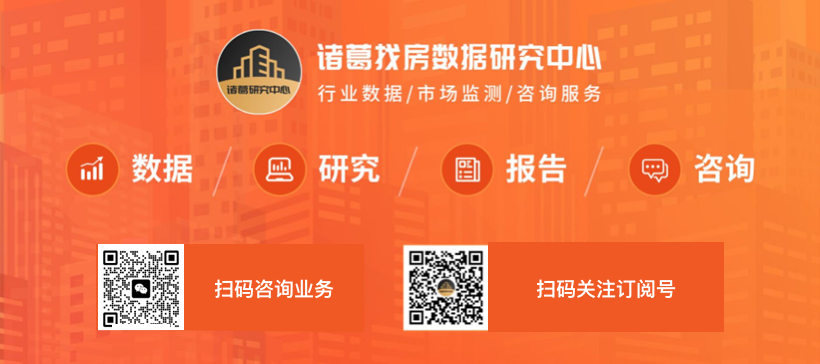 诸葛找房数据研究中心
诸葛研究中心
行业数据/市场监测/咨询服务
数据 / 研究 / 报告 / 咨询
扫码咨询业务
扫码关注订阅号